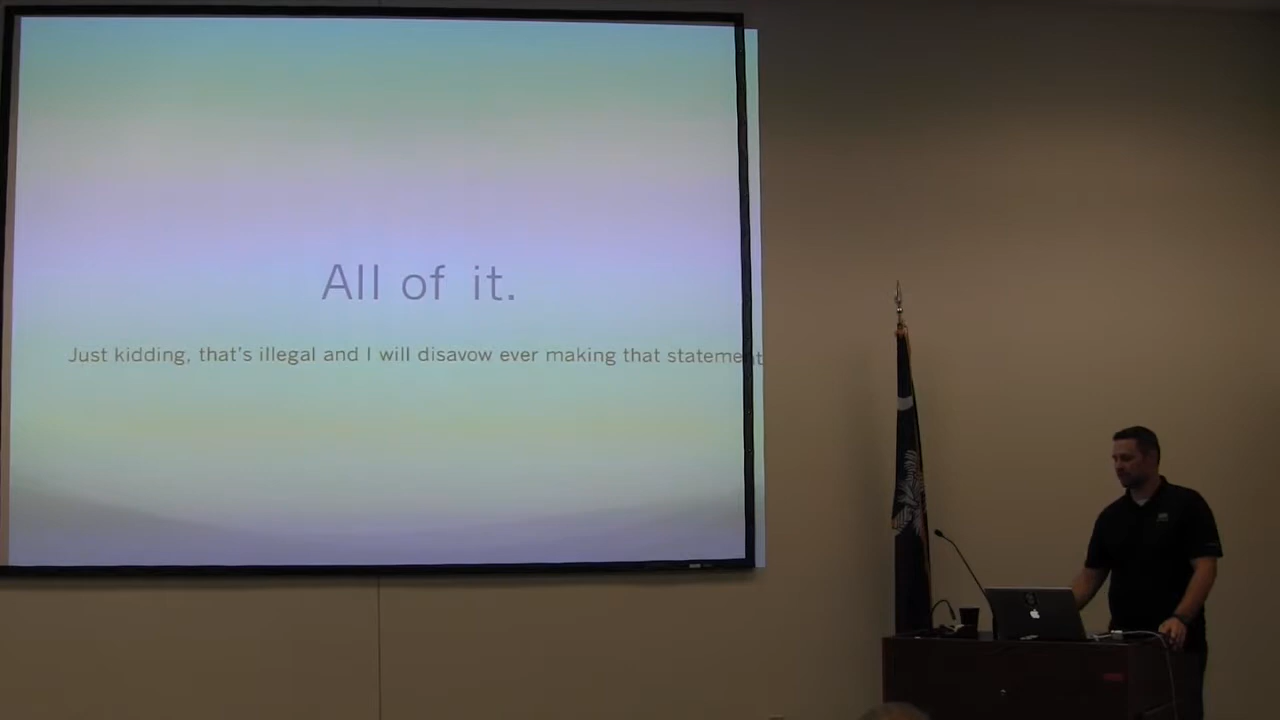 All of it.
Just kidding, that's illegal and I will disavow ever making that statement